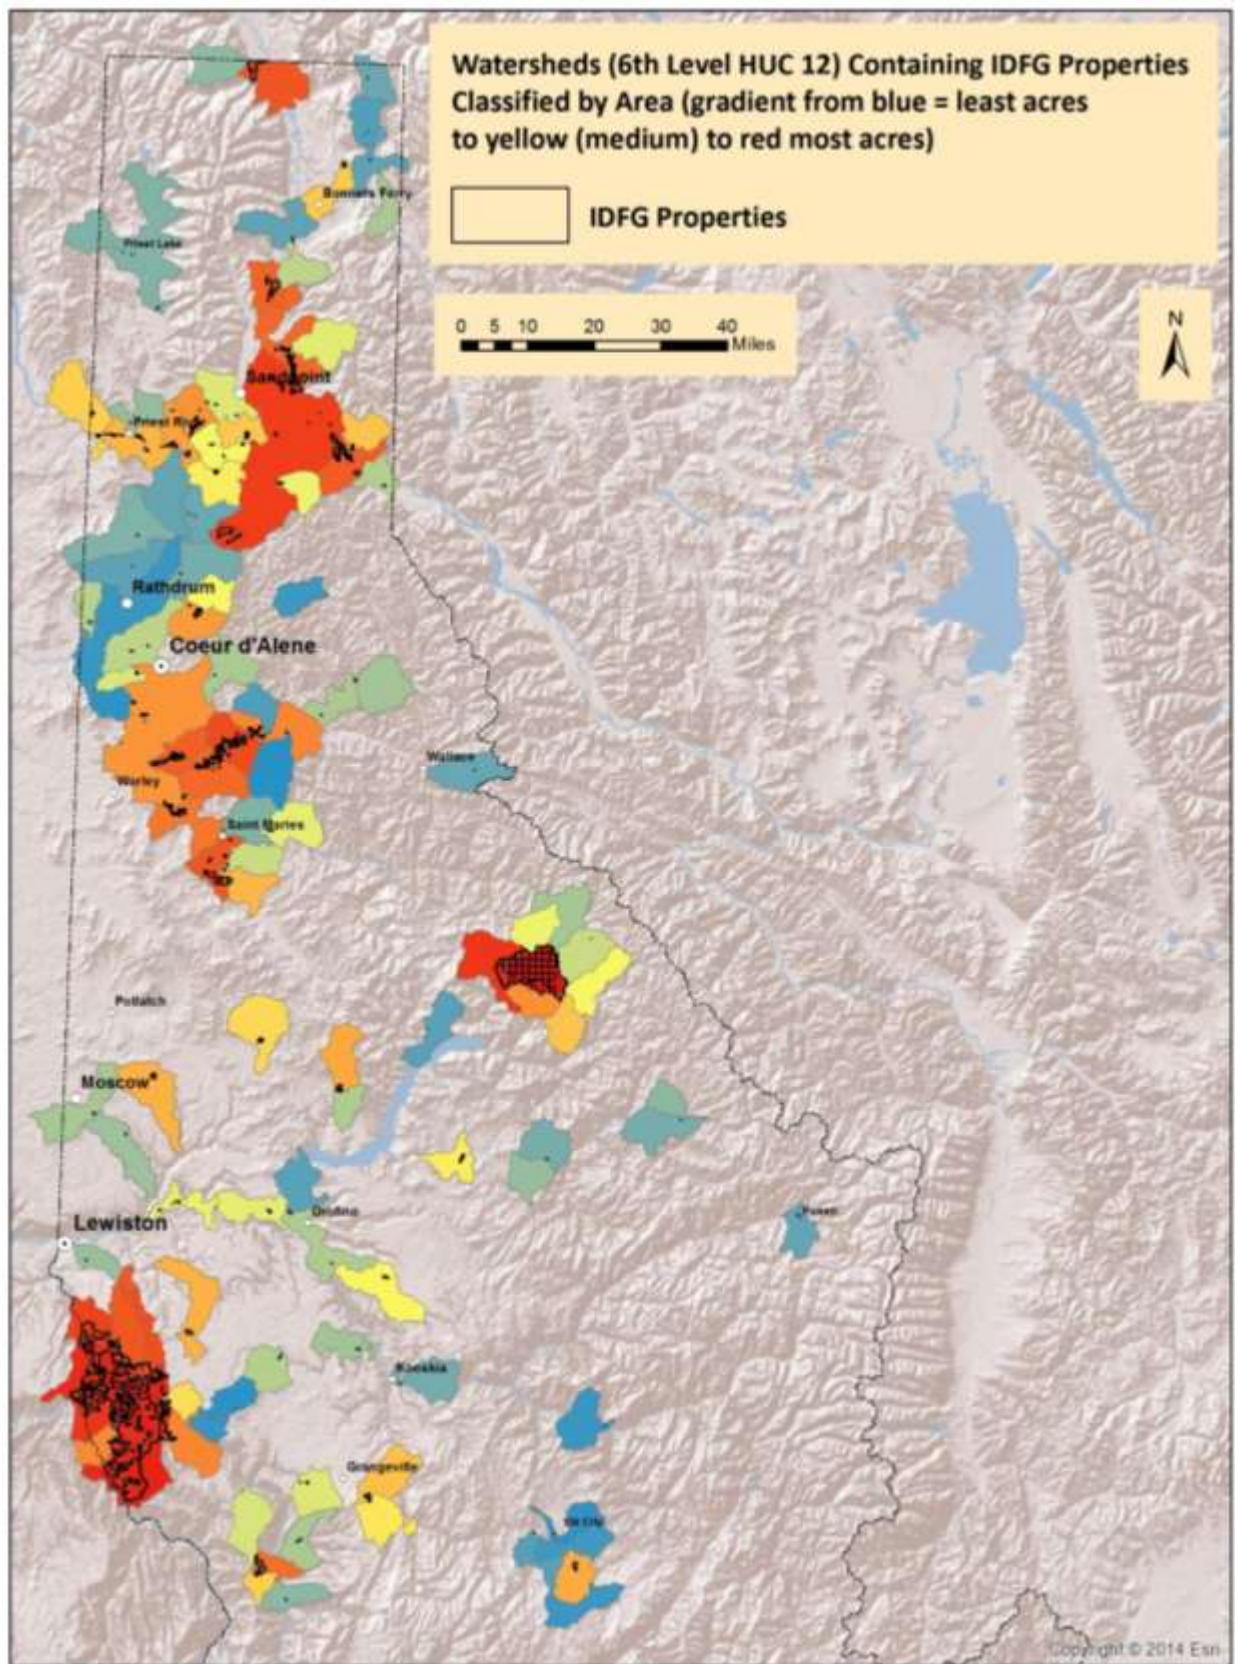 Watersheds (6th Level HUC 12) Containing IDFG Properties
Classified by Area (gradient from blue = least acres
to yellow (medium) to red most acres)
IDFG Properties
0 5 10 20 30 40
Miles
N
Bonners Ferry
Priest Lake
Sandpoint
Priest River
Rathdrum
Coeur d'Alene
Wallace
Worley
Saint Maries
Potlatch
Moscow
Orofino
Lewiston
Powell
Kooskia
Grangeville
Copyright © 2014 Esri